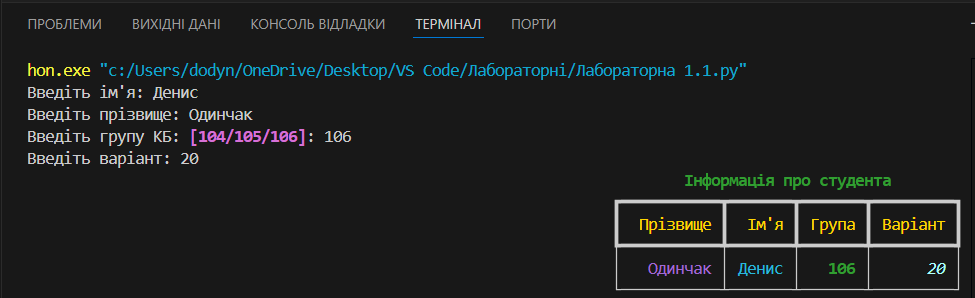 ПРОБЛЕМИ ВИХІДНІ ДАНІ КОНСОЛЬ ВІДЛАДКИ ТЕРМІНАЛ ПОРТИ
hon.exe "c:/Users/dodyn/OneDrive/Desktop/VS Code/Лабораторні/Лабораторна 1.1.py"
Введіть ім'я: Денис
Введіть прізвище: Одинчак
Введіть групу КБ: [104/105/106]: 106
Введіть варіант: 20
Інформація про студента
Прізвище Ім'я Група Варіант
Одинчак Денис 106 20